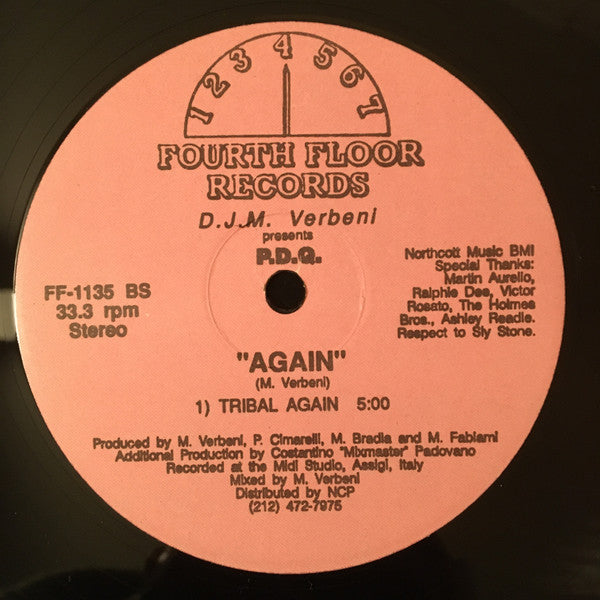 1 2 3 4 5 6 7
FOURTH FLOOR
RECORDS
D.J.M. Verbeni
presents
P.D.Q.
FF-1135 BS
33.3 rpm
Stereo
Northcott Music BMI
Special Thanks:
Martin Aurelio,
Ralphie Dee, Victor
Rosato, The Holmes
Bros., Ashley Readie.
Respect to Sly Stone.
"AGAIN"
(M. Verbeni)
1) TRIBAL AGAIN 5:00
Produced by M. Verbeni, P. Cimarelli, M. Bradia and M. Fabiami
Additional Production by Costantino "Mixmaster" Padovano
Recorded at the Midi Studio, Assigi, Italy
Mixed by M. Verbeni
Distributed by NCP
(212) 472-7975